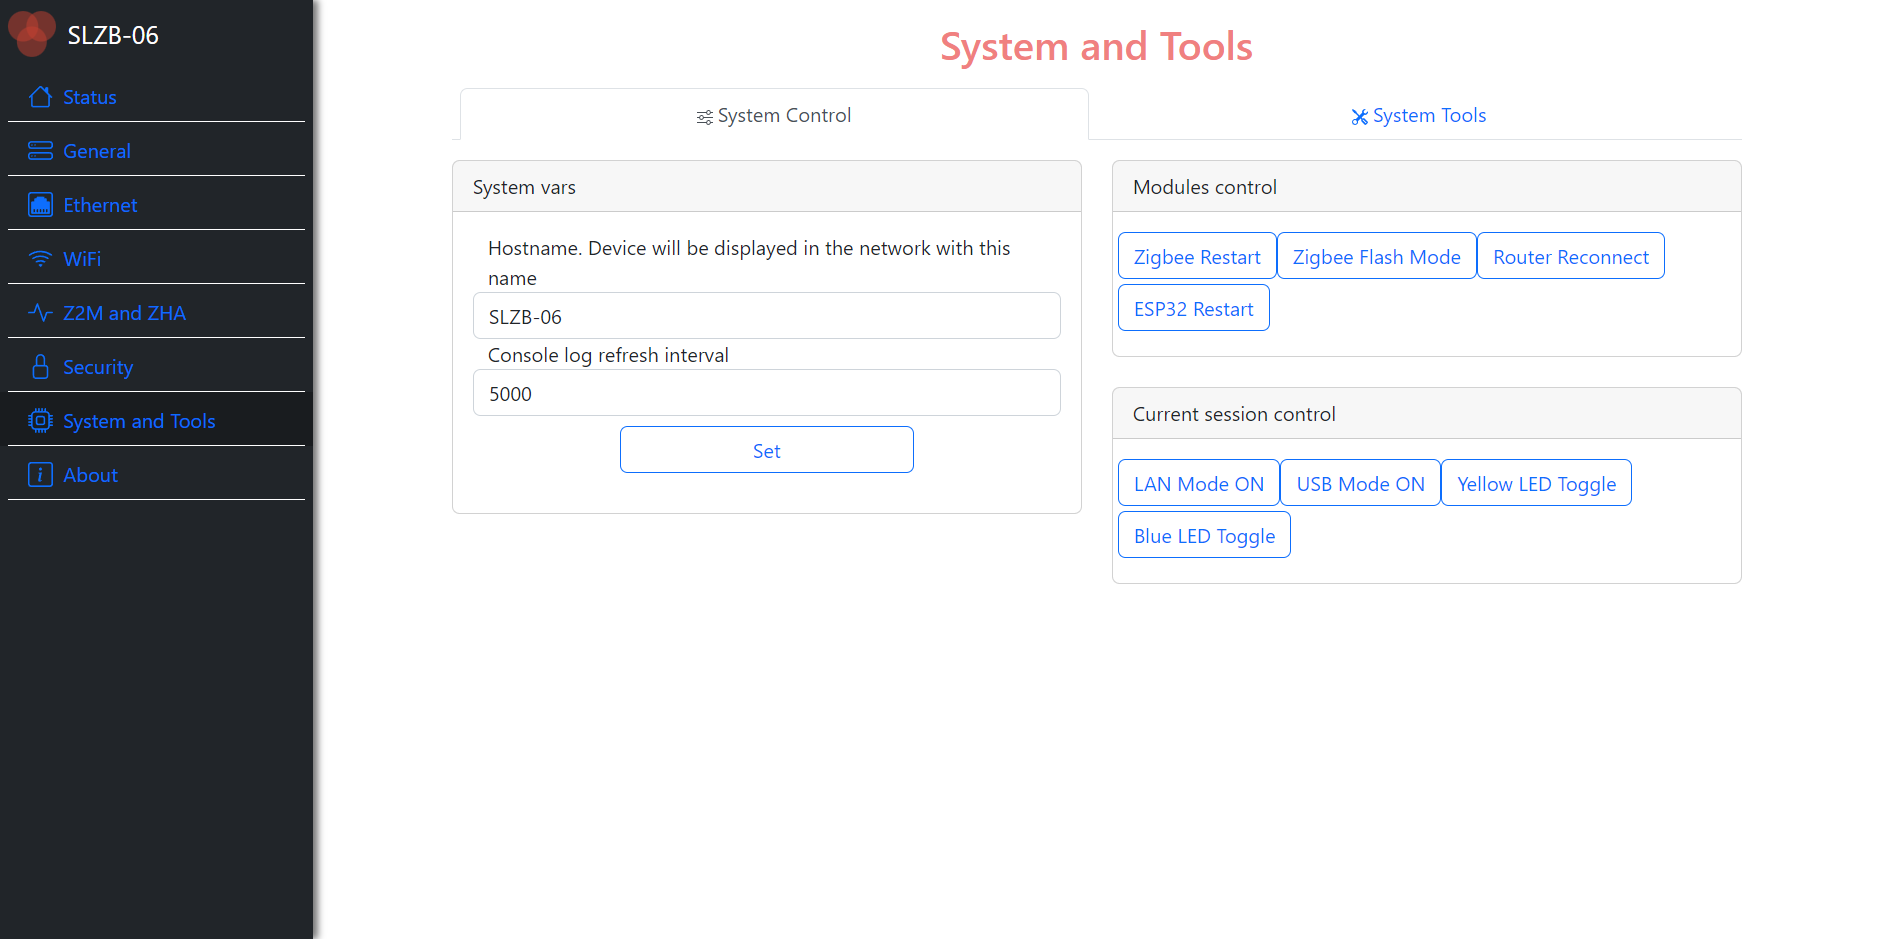 SLZB-06
Status
General
Ethernet
WiFi
Z2M and ZHA
Security
System and Tools
About
System and Tools
System Control
System Tools
System vars
Hostname. Device will be displayed in the network with this
name
SLZB-06
Console log refresh interval
5000
Set
Modules control
Zigbee Restart Zigbee Flash Mode Router Reconnect
ESP32 Restart
Current session control
LAN Mode ON USB Mode ON Yellow LED Toggle
Blue LED Toggle